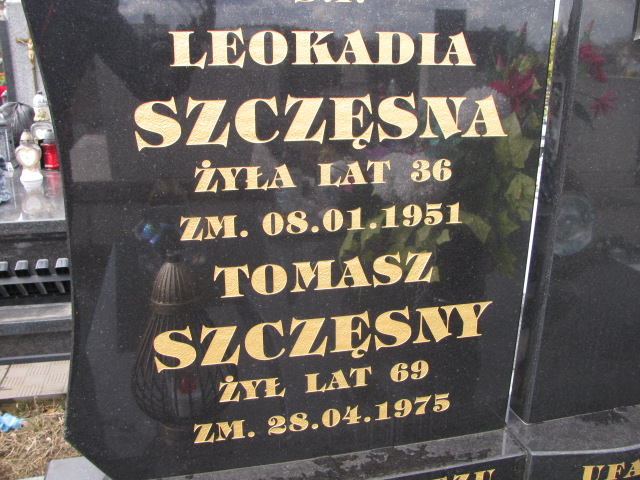 LEOKADIA
SZCZĘSNA
ŻYŁA LAT 36
ZM. 08.01.1951
TOMASZ
SZCZĘSNY
ŻYŁ LAT 69
ZM. 28.04.1975